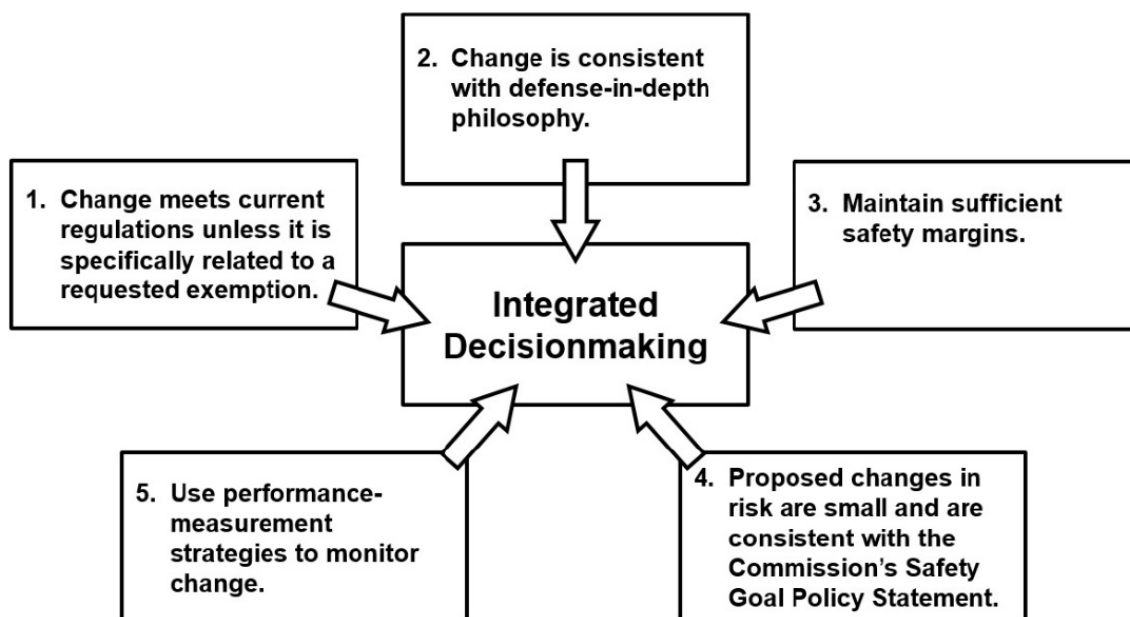 2. Change is consistent
with defense-in-depth
philosophy.
1. Change meets current
regulations unless it is
specifically related to a
requested exemption.
3. Maintain sufficient
safety margins.
Integrated
Decisionmaking
5. Use performance-
measurement
strategies to monitor
change.
4. Proposed changes in
risk are small and are
consistent with the
Commission's Safety
Goal Policy Statement.